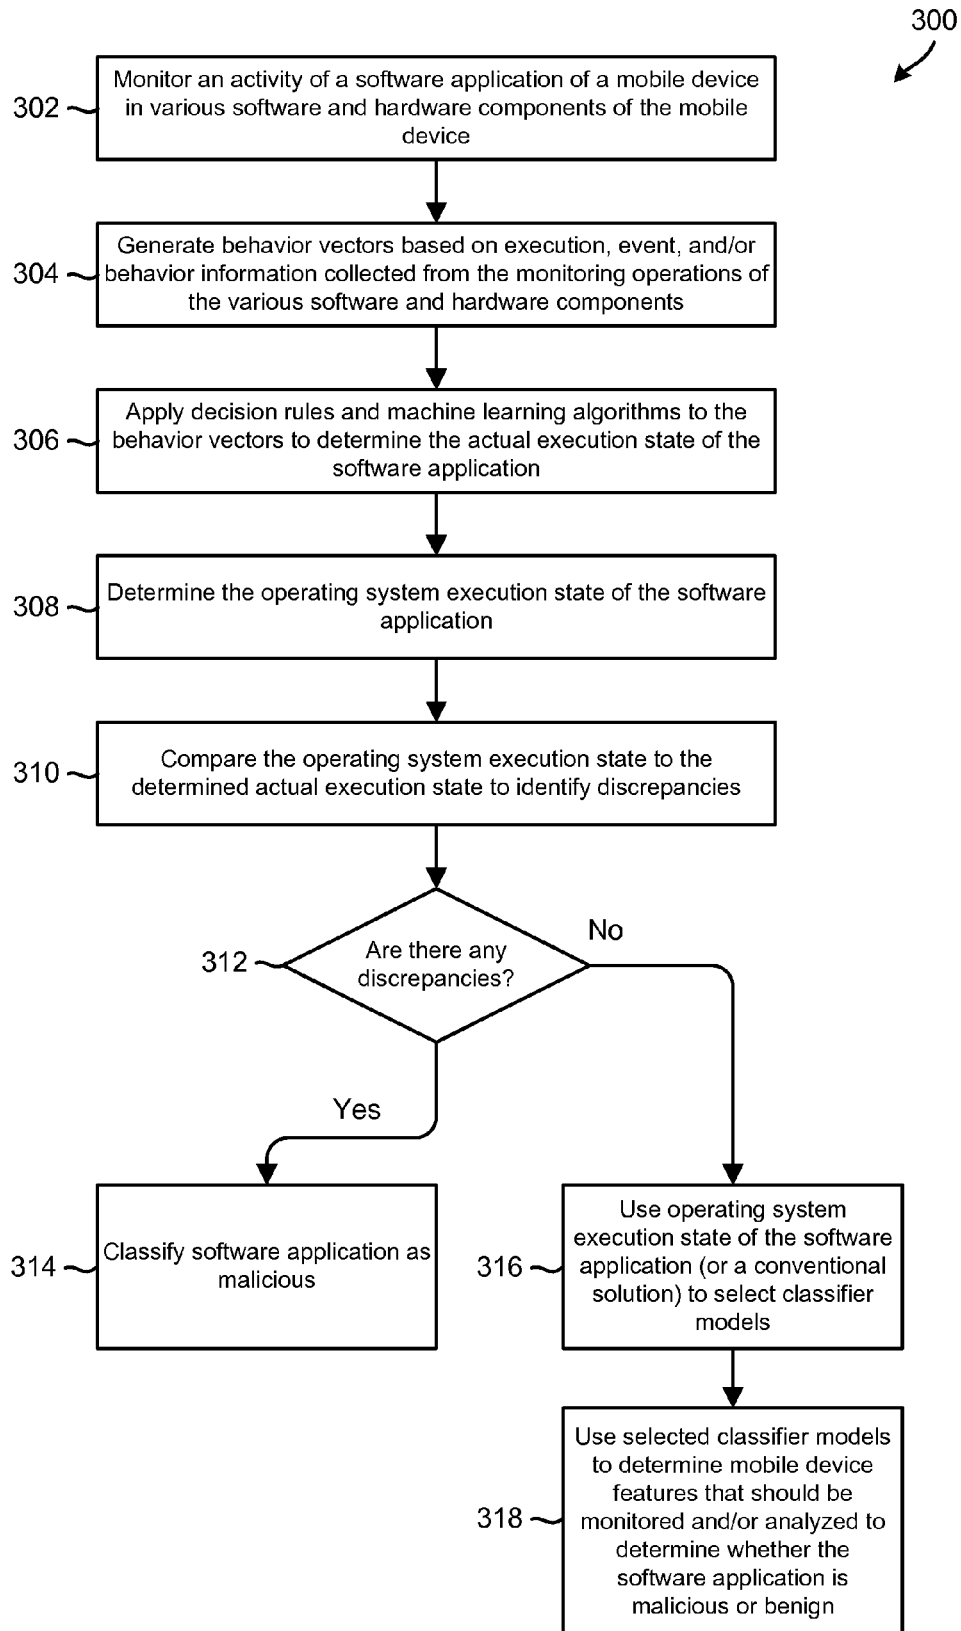 300
302
Monitor an activity of a software application of a mobile device
in various software and hardware components of the mobile
device
304
Generate behavior vectors based on execution, event, and/or
behavior information collected from the monitoring operations of
the various software and hardware components
306
Apply decision rules and machine learning algorithms to the
behavior vectors to determine the actual execution state of the
software application
308
Determine the operating system execution state of the software
application
310
Compare the operating system execution state to the
determined actual execution state to identify discrepancies
312
Are there any
discrepancies?
No
Yes
314
Classify software application as
malicious
316
Use operating system
execution state of the software
application (or a conventional
solution) to select classifier
models
318
Use selected classifier models
to determine mobile device
features that should be
monitored and/or analyzed to
determine whether the
software application is
malicious or benign